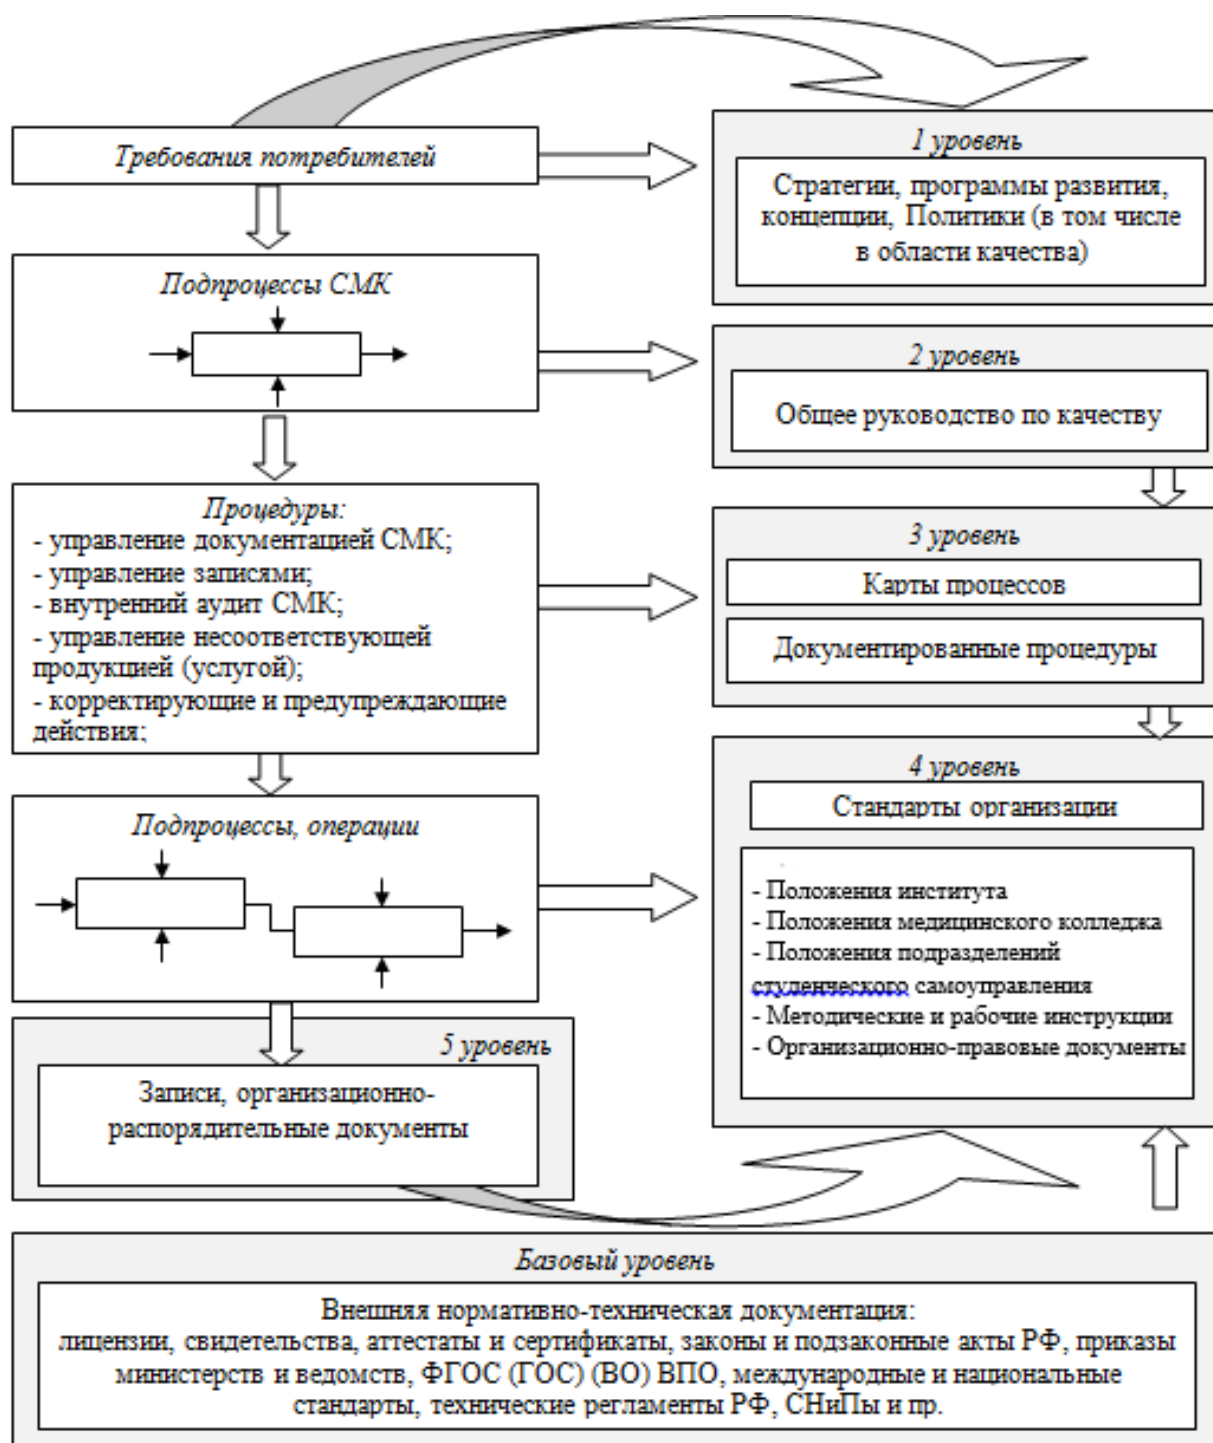 Требования потребителей
1 уровень
Стратегии, программы развития,
концепции, Политики (в том числе
в области качества)
Подпроцессы СМК
2 уровень
Общее руководство по качеству
Процедуры:
- управление документацией СМК;
- управление записями;
- внутренний аудит СМК;
- управление несоответствующей
продукцией (услугой);
- корректирующие и предупреждающие
действия;
3 уровень
Карты процессов
Документированные процедуры
Подпроцессы, операции
4 уровень
Стандарты организации
- Положения института
- Положения медицинского колледжа
- Положения подразделений
студенческого самоуправления
- Методические и рабочие инструкции
- Организационно-правовые документы
5 уровень
Записи, организационно-
распорядительные документы
Базовый уровень
Внешняя нормативно-техническая документация:
лицензии, свидетельства, аттестаты и сертификаты, законы и подзаконные акты РФ, приказы
министерств и ведомств, ФГОС (ГОС) (ВО) ВПО, международные и национальные
стандарты, технические регламенты РФ, СНиПы и пр.